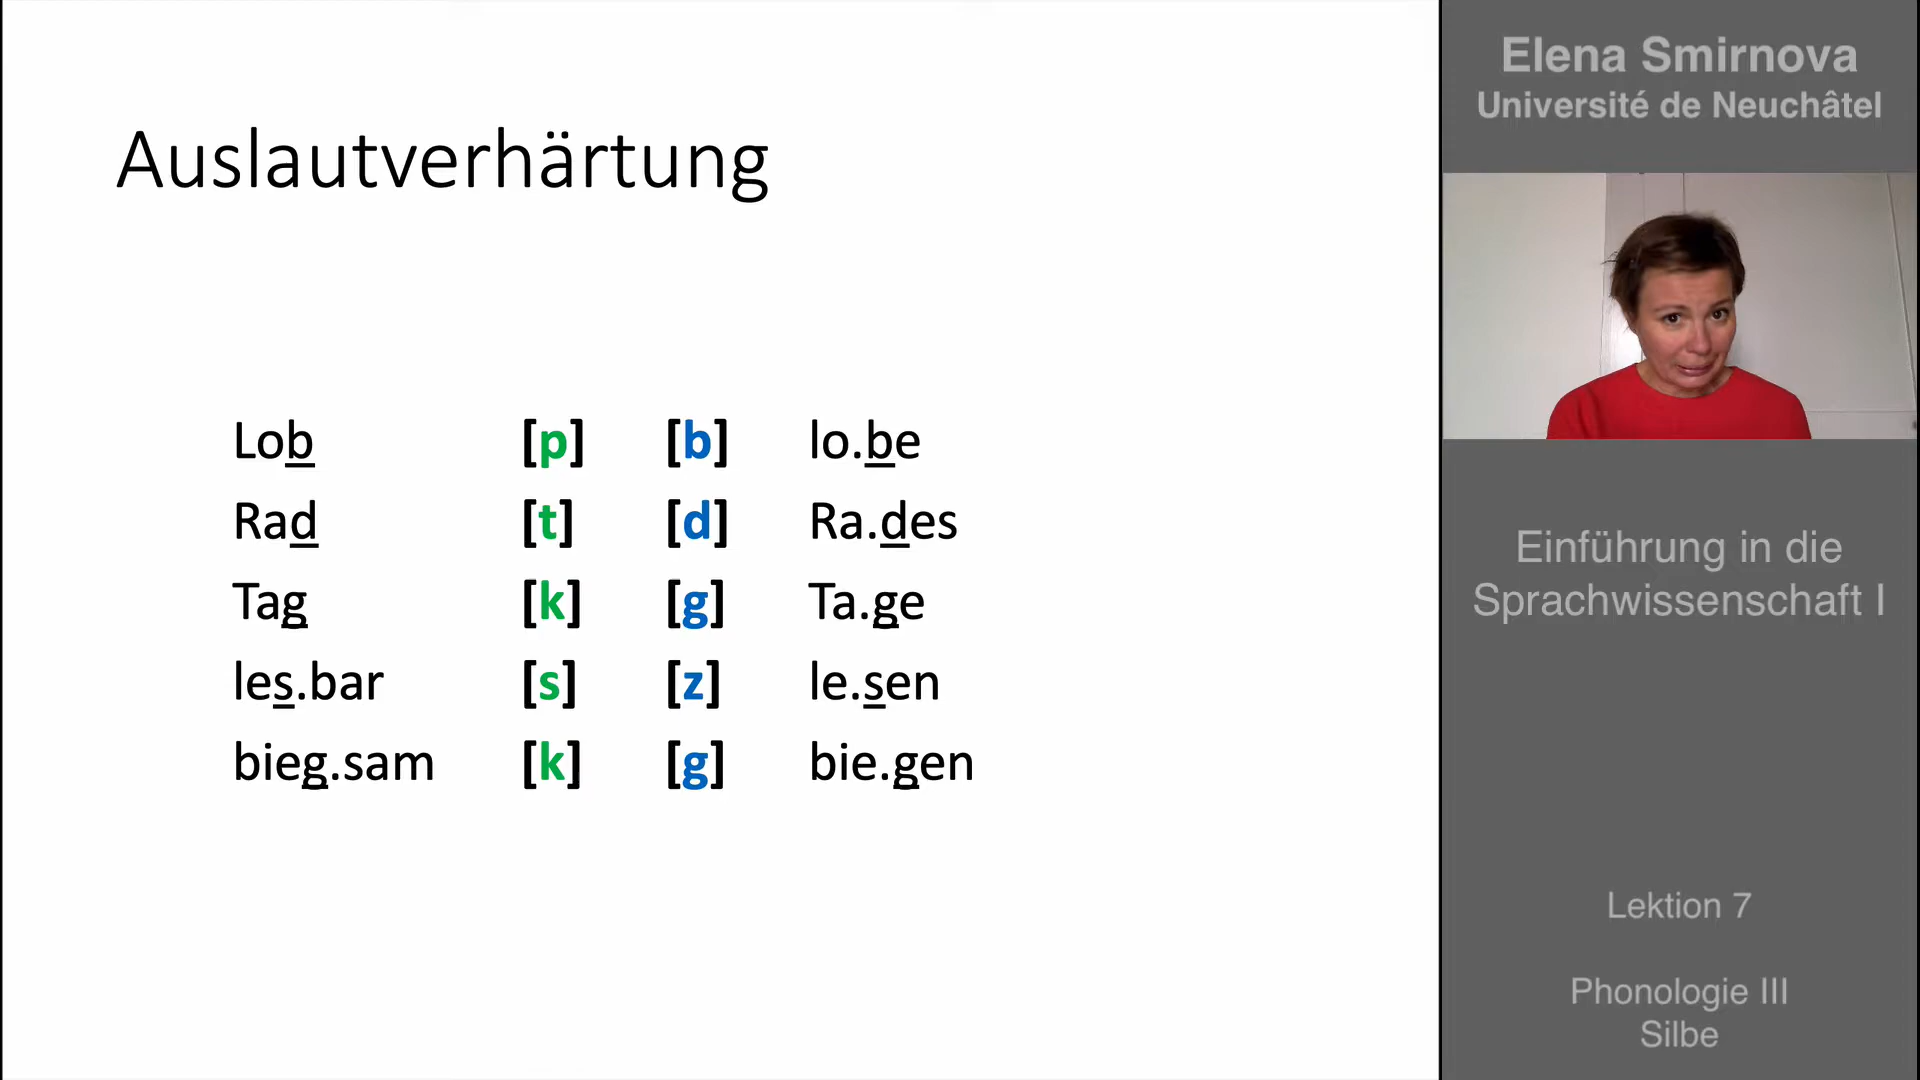 Auslautverhärtung
Lob [p] [b] lo.be
Rad [t] [d] Ra.des
Tag [k] [g] Ta.ge
les.bar [s] [z] le.sen
bieg.sam [k] [g] bie.gen
Elena Smirnova
Université de Neuchâtel
Einführung in die
Sprachwissenschaft I
Lektion 7
Phonologie III
Silbe